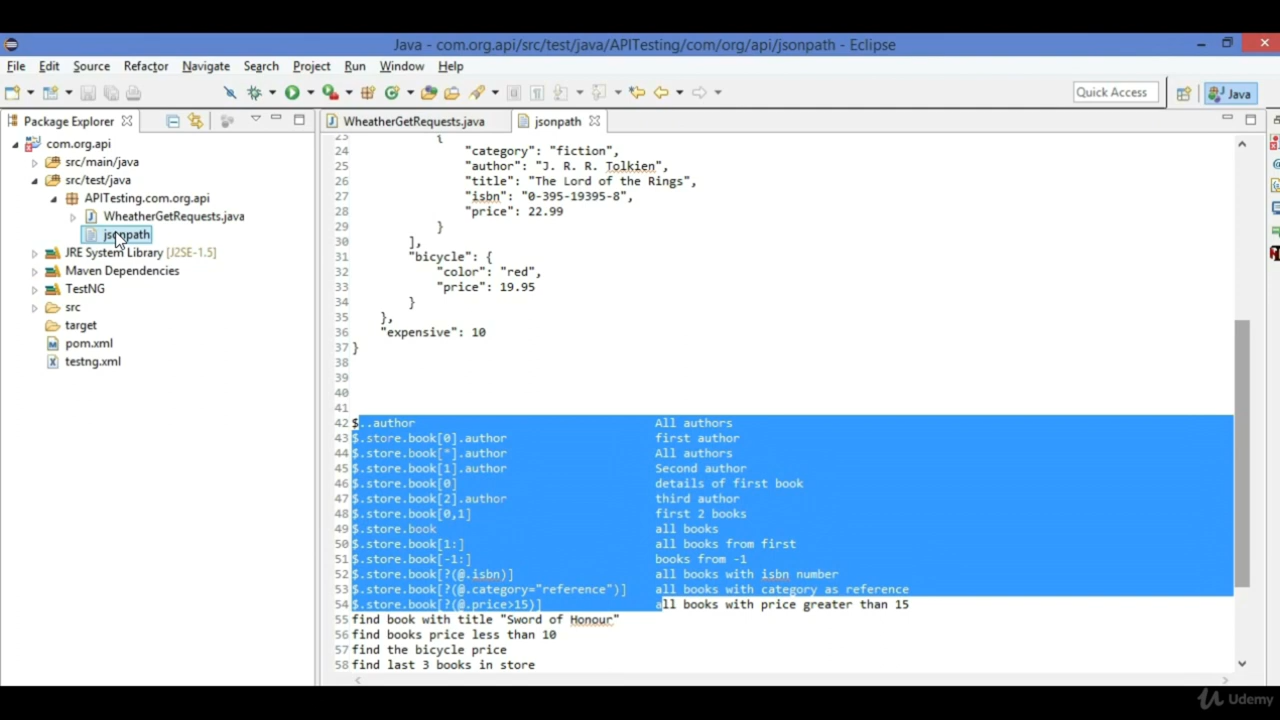 Java - com.org.api/src/test/java/APITesting/com/org/api/jsonpath - Eclipse
File Edit Source Refactor Navigate Search Project Run Window Help
Quick Access Java
Package Explorer
com.org.api
src/main/java
src/test/java
APITesting.com.org.api
WheatherGetRequests.java
jsonpath
JRE System Library [J2SE-1.5]
Maven Dependencies
TestNG
src
target
pom.xml
testng.xml
WheatherGetRequests.java jsonpath
23 {
24 "category": "fiction",
25 "author": "J. R. R. Tolkien",
26 "title": "The Lord of the Rings",
27 "isbn": "0-395-19395-8",
28 "price": 22.99
29 }
30 ],
31 "bicycle": {
32 "color": "red",
33 "price": 19.95
34 }
35 },
36 "expensive": 10
37 }
38
39
40
41
42 $..author All authors
43 $.store.book[0].author first author
44 $.store.book[*].author All authors
45 $.store.book[1].author Second author
46 $.store.book[0] details of first book
47 $.store.book[2].author third author
48 $.store.book[0,1] first 2 books
49 $.store.book all books
50 $.store.book[1:] all books from first
51 $.store.book[-1:] books from -1
52 $.store.book[?(@.isbn)] all books with isbn number
53 $.store.book[?(@.category="reference")] all books with category as reference
54 $.store.book[?(@.price>15)] all books with price greater than 15
55 find book with title "Sword of Honour"
56 find books price less than 10
57 find the bicycle price
58 find last 3 books in store
Udemy